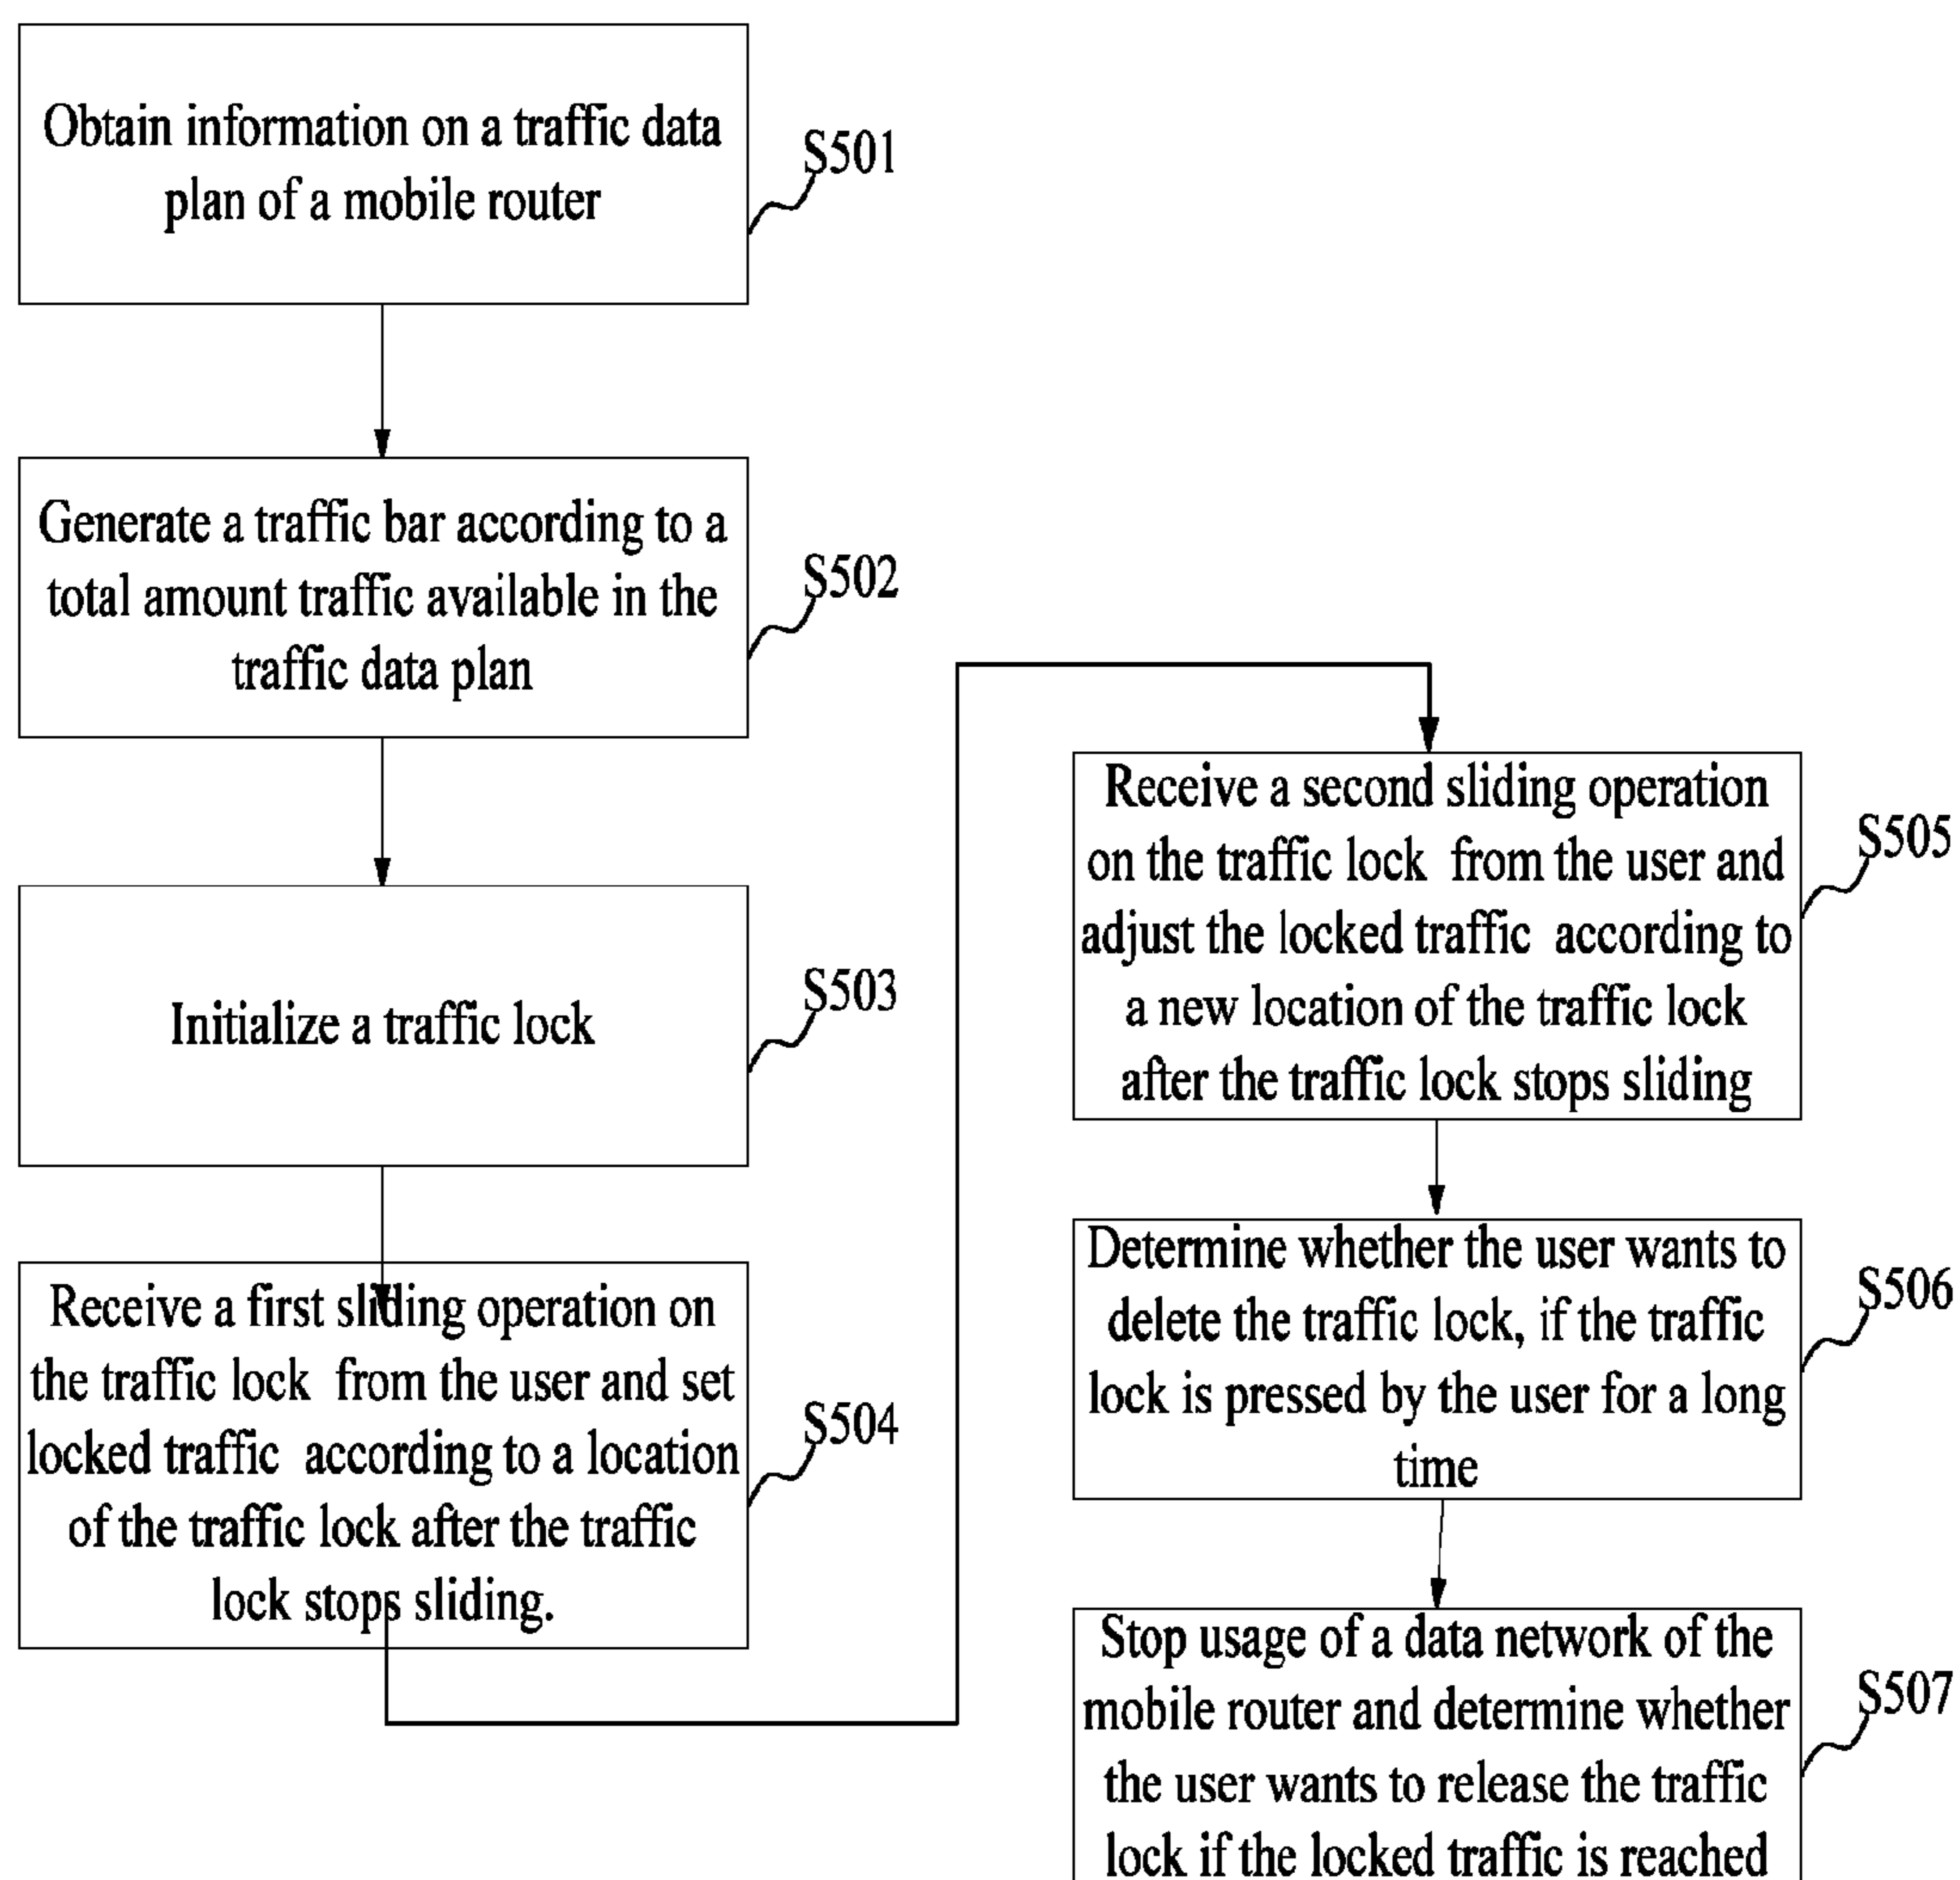 Obtain information on a traffic data
plan of a mobile router
S501
Generate a traffic bar according to a
total amount traffic available in the
traffic data plan
S502
Initialize a traffic lock
S503
Receive a first sliding operation on
the traffic lock from the user and set
locked traffic according to a location
of the traffic lock after the traffic
lock stops sliding.
S504
Receive a second sliding operation
on the traffic lock from the user and
adjust the locked traffic according to
a new location of the traffic lock
after the traffic lock stops sliding
S505
Determine whether the user wants to
delete the traffic lock, if the traffic
lock is pressed by the user for a long
time
S506
Stop usage of a data network of the
mobile router and determine whether
the user wants to release the traffic
lock if the locked traffic is reached
S507